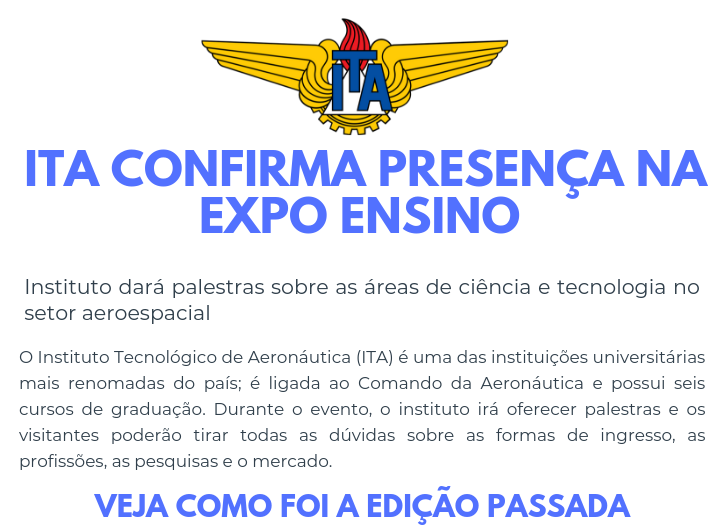 ITA
ITA CONFIRMA PRESENÇA NA
EXPO ENSINO
Instituto dará palestras sobre as áreas de ciência e tecnologia no
setor aeroespacial
O Instituto Tecnológico de Aeronáutica (ITA) é uma das instituições universitárias
mais renomadas do país; é ligada ao Comando da Aeronáutica e possui seis
cursos de graduação. Durante o evento, o instituto irá oferecer palestras e os
visitantes poderão tirar todas as dúvidas sobre as formas de ingresso, as
profissões, as pesquisas e o mercado.
VEJA COMO FOI A EDIÇÃO PASSADA